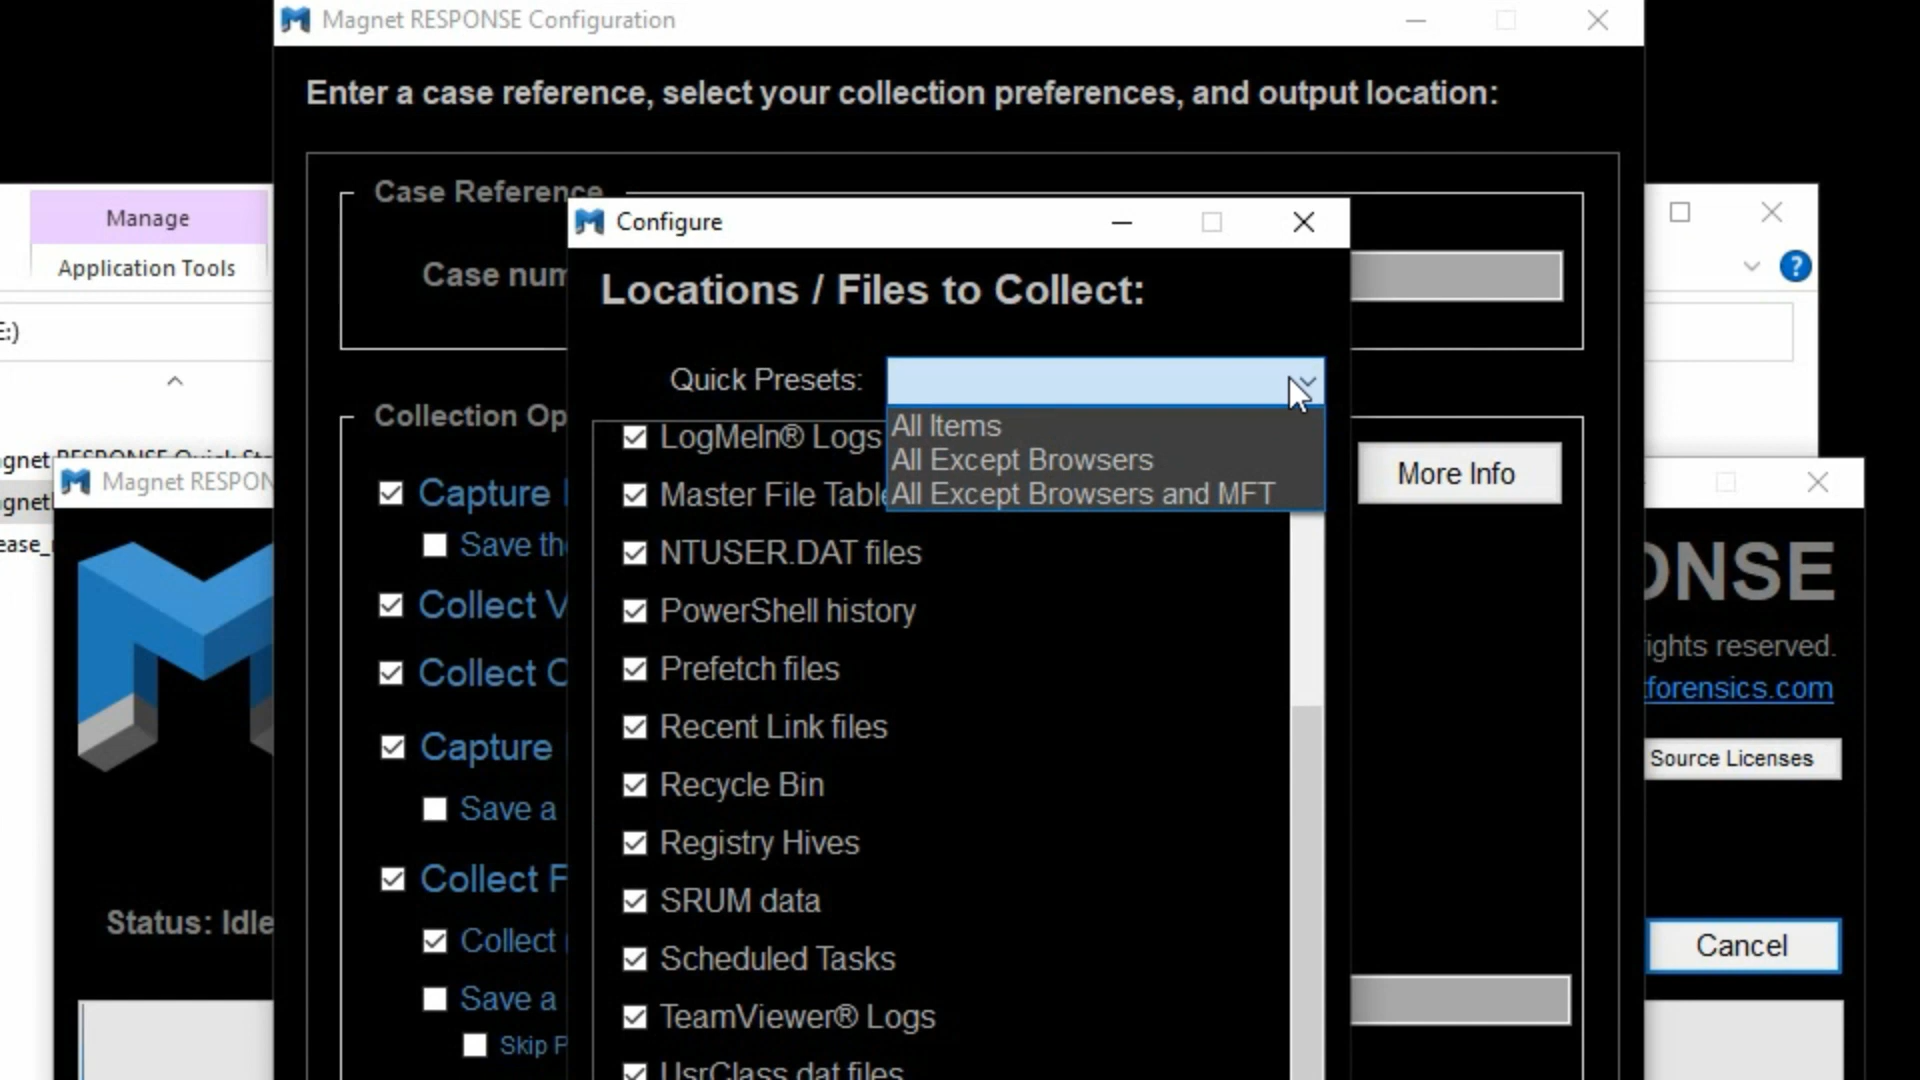 Magnet RESPONSE Configuration
Enter a case reference, select your collection preferences, and output location:
Case Reference
Manage
Configure
Application Tools
Case num
Locations / Files to Collect:
E:)
Quick Presets:
Collection Op
All Items
LogMeIn® Logs
All Except Browsers
Master File Table
All Except Browsers and MFT
More Info
Magnet RESPON
Capture
Save the
NTUSER.DAT files
ONSE
Collect V
PowerShell history
ights reserved.
Collect
Prefetch files
forensics.com
Capture
Recent Link files
Source Licenses
Save a
Recycle Bin
Registry Hives
Collect F
SRUM data
Status: Idle
Collect
Scheduled Tasks
Cancel
Save a
TeamViewer® Logs
Skip
UsrClass.dat files